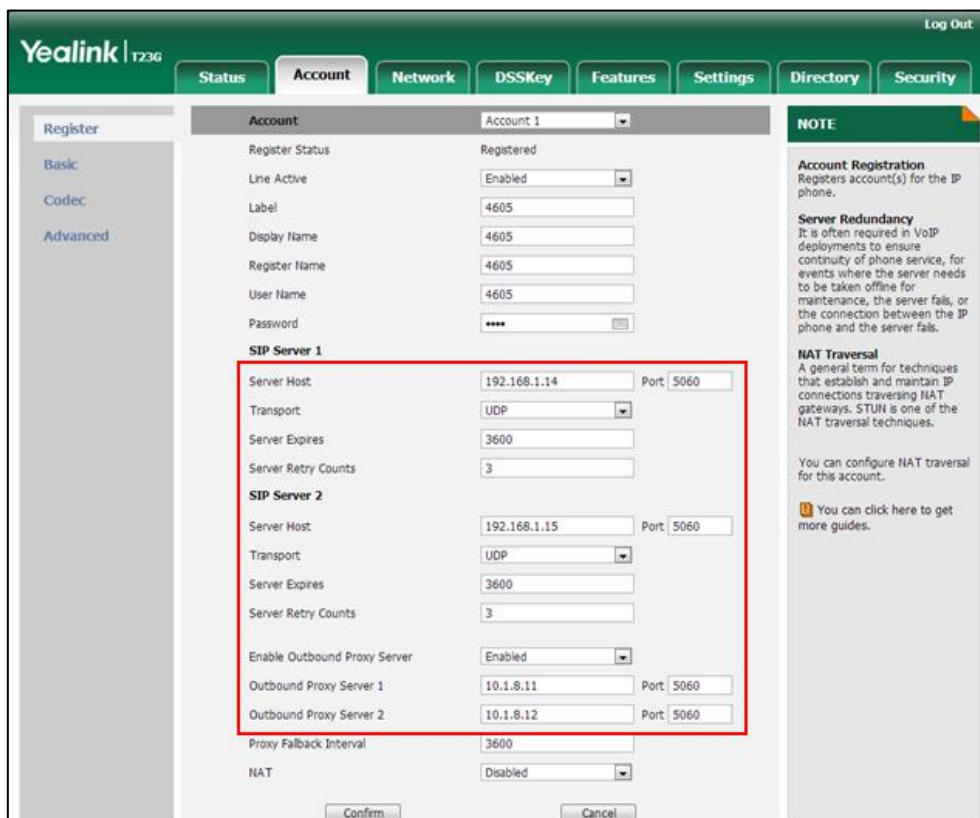 Log Out
Yealink | T23G
Status Account Network DSSKey Features Settings Directory Security
Register
Basic
Codec
Advanced
Account Account 1
Register Status Registered
Line Active Enabled
Label 4605
Display Name 4605
Register Name 4605
User Name 4605
Password ••••
SIP Server 1
Server Host 192.168.1.14 Port 5060
Transport UDP
Server Expires 3600
Server Retry Counts 3
SIP Server 2
Server Host 192.168.1.15 Port 5060
Transport UDP
Server Expires 3600
Server Retry Counts 3
Enable Outbound Proxy Server Enabled
Outbound Proxy Server 1 10.1.8.11 Port 5060
Outbound Proxy Server 2 10.1.8.12 Port 5060
Proxy Fallback Interval 3600
NAT Disabled
Confirm Cancel
NOTE
Account Registration
Registers account(s) for the IP
phone.
Server Redundancy
It is often required in VoIP
deployments to ensure
continuity of phone service, for
events where the server needs
to be taken offline for
maintenance, the server fails, or
the connection between the IP
phone and the server fails.
NAT Traversal
A general term for techniques
that establish and maintain IP
connections traversing NAT
gateways. STUN is one of the
NAT traversal techniques.
You can configure NAT traversal
for this account.
You can click here to get
more guides.